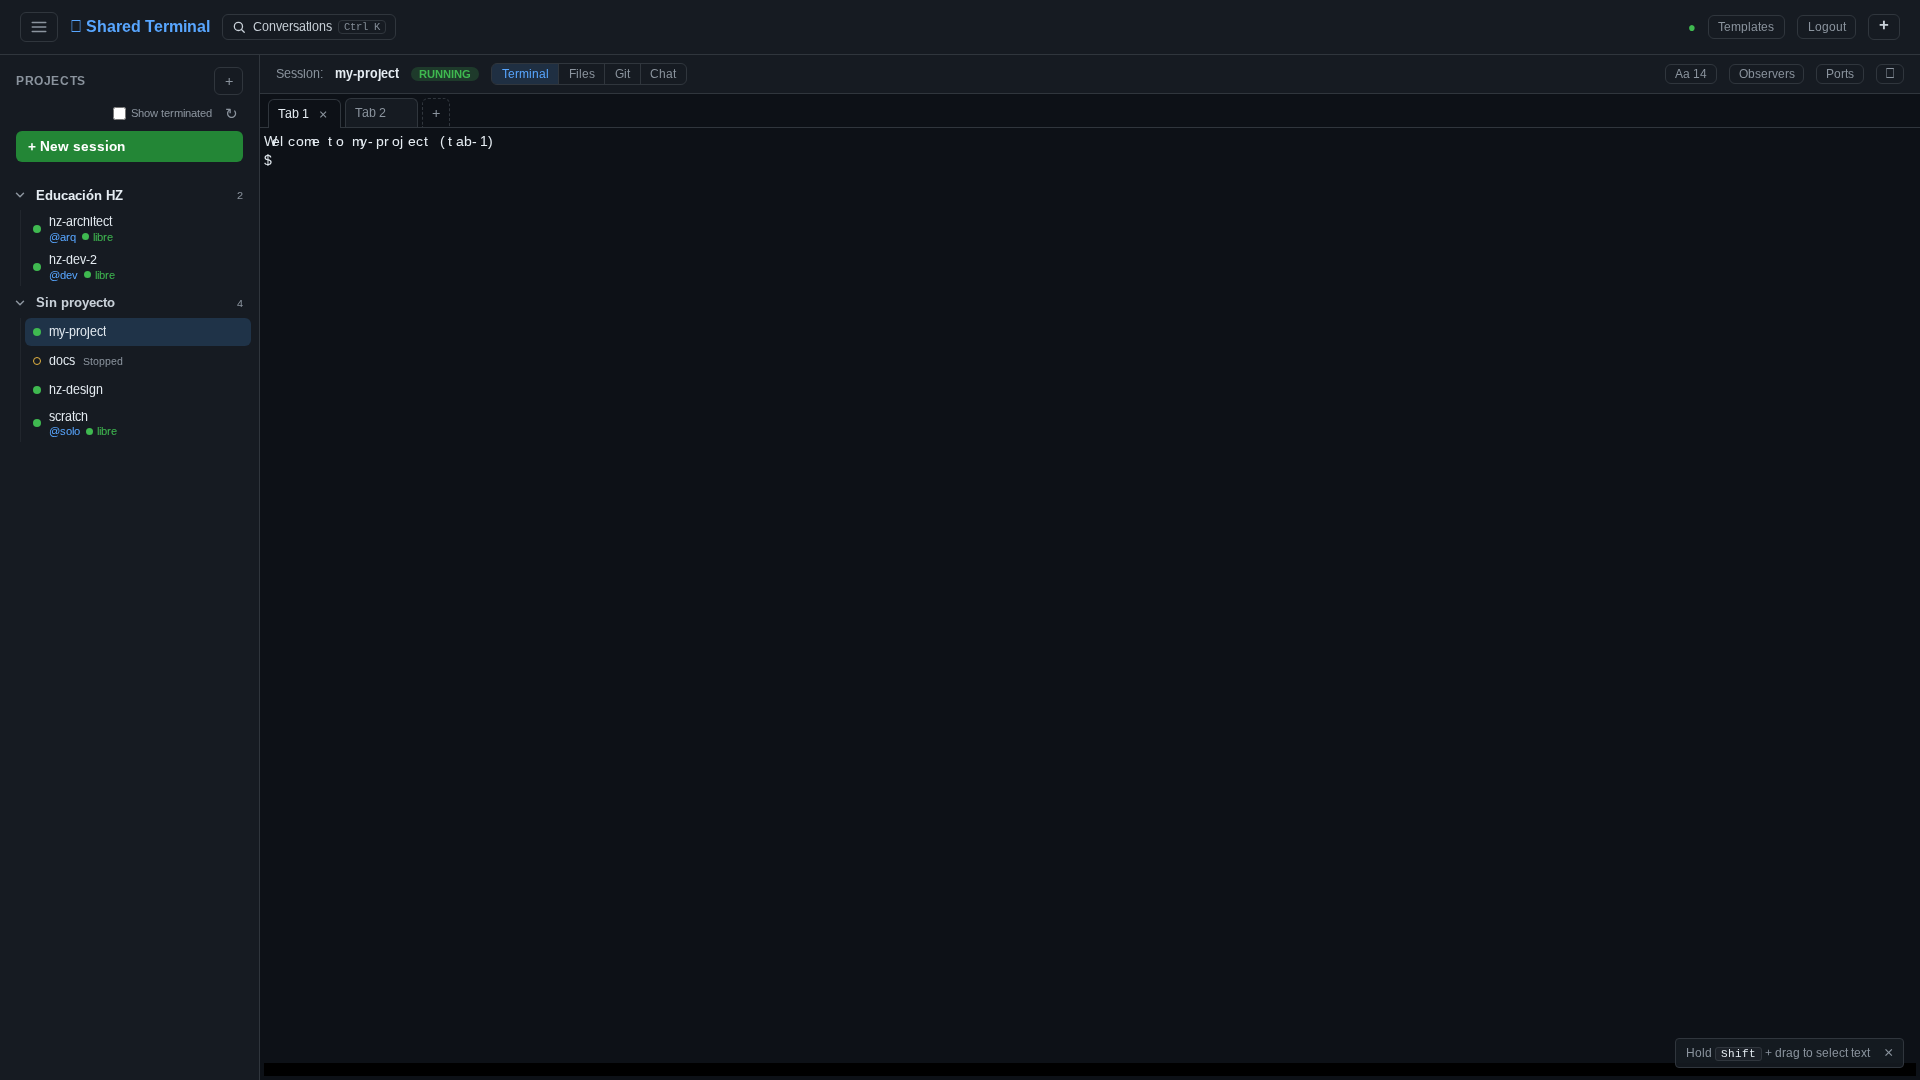 Shared Terminal
Conversations Ctrl K
Templates
Logout
+
PROJECTS
+
Show terminated ↻
+ New session
Educación HZ 2
hz-architect
@arq libre
hz-dev-2
@dev libre
Sin proyecto 4
my-project
docs Stopped
hz-design
scratch
@solo libre
Session: my-project RUNNING
Terminal Files Git Chat
Aa 14
Observers
Ports
Tab 1 ×
Tab 2
+
Welcome to my-project (tab-1)
$
Hold Shift + drag to select text ×